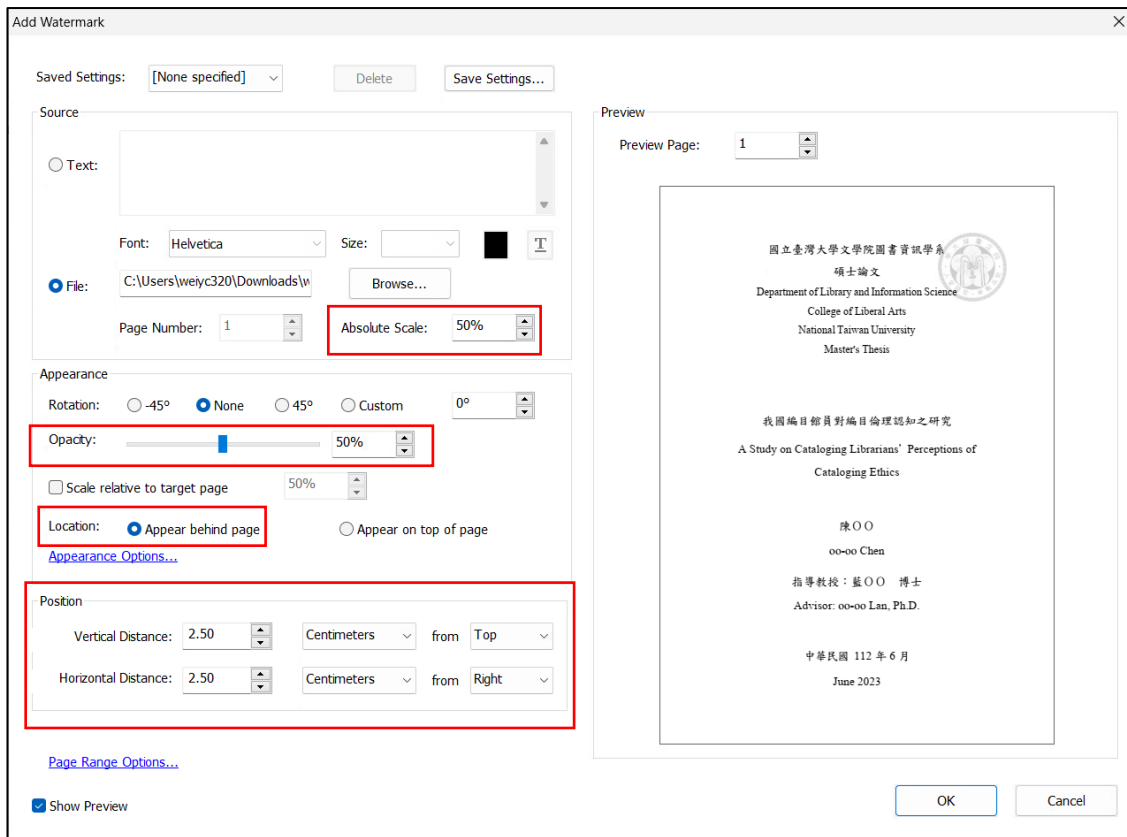 Add Watermark
Saved Settings: [None specified] Delete Save Settings...
Source
Text:
Font: Helvetica Size: T
File: C:\Users\weiyc320\Downloads\w Browse...
Page Number: 1 Absolute Scale: 50%
Appearance
Rotation: -45° None 45° Custom 0°
Opacity: 50%
Scale relative to target page 50%
Location: Appear behind page Appear on top of page
Appearance Options...
Position
Vertical Distance: 2.50 Centimeters from Top
Horizontal Distance: 2.50 Centimeters from Right
Page Range Options...
Show Preview
Preview
Preview Page: 1
國立臺灣大學文學院圖書資訊學系
碩士論文
Department of Library and Information Science
College of Liberal Arts
National Taiwan University
Master's Thesis
我國編目館員對編目倫理認知之研究
A Study on Cataloging Librarians' Perceptions of
Cataloging Ethics
陳OO
oo-oo Chen
指導教授：藍OO 博士
Advisor: oo-oo Lan, Ph.D.
中華民國 112 年 6 月
June 2023
OK Cancel